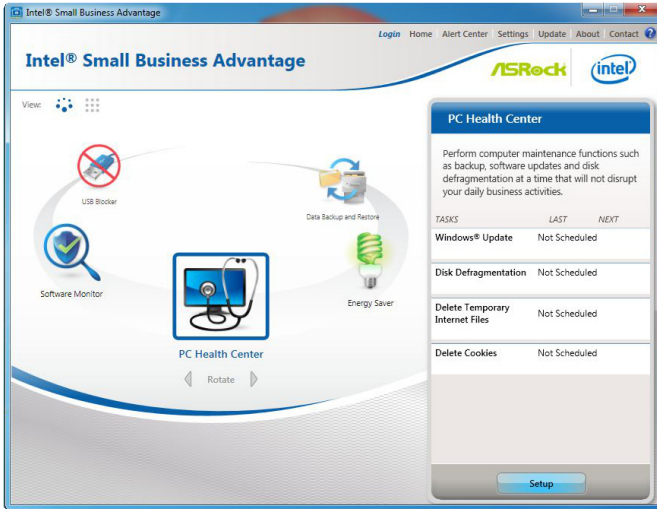 Intel® Small Business Advantage
Login Home Alert Center Settings Update About Contact ?
Intel® Small Business Advantage
ASRock
intel
View:
PC Health Center
Perform computer maintenance functions such
as backup, software updates and disk
defragmentation at a time that will not disrupt
your daily business activities.
TASKS LAST NEXT
Windows® Update Not Scheduled
Disk Defragmentation Not Scheduled
Delete Temporary
Internet Files Not Scheduled
Delete Cookies Not Scheduled
Setup
USB Blocker
Data Backup and Restore
Software Monitor
Energy Saver
PC Health Center
Rotate